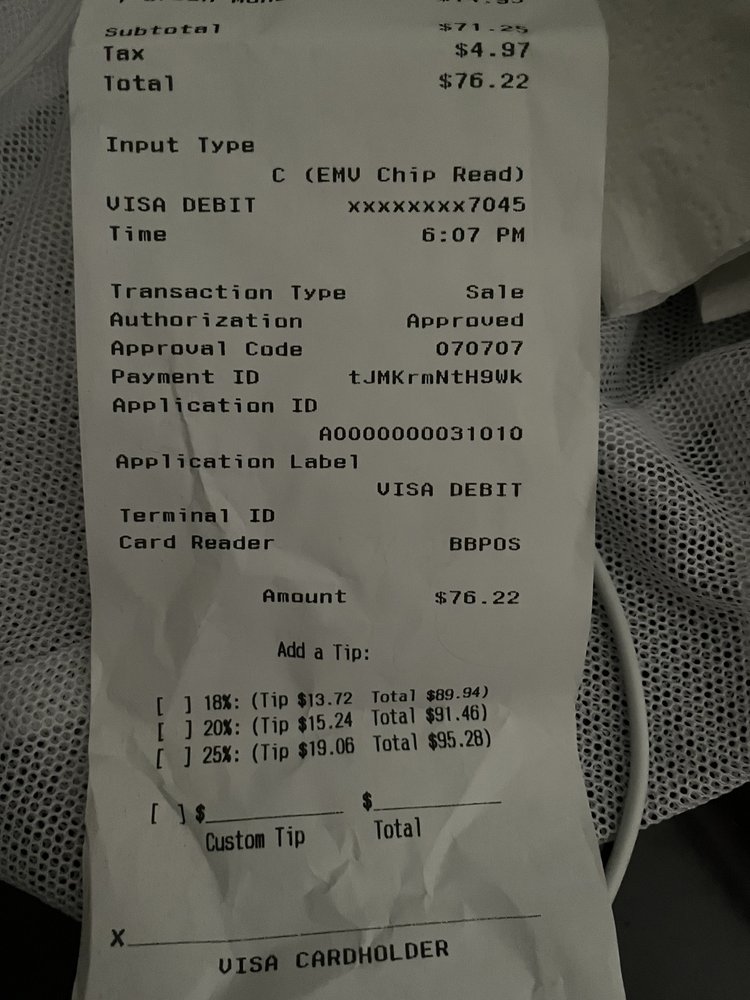 Subtotal $71.25
Tax $4.97
Total $76.22
Input Type
C (EMV Chip Read)
VISA DEBIT xxxxxxxx7045
Time 6:07 PM
Transaction Type Sale
Authorization Approved
Approval Code 070707
Payment ID tJMKrmNtH9Wk
Application ID
A0000000031010
Application Label
VISA DEBIT
Terminal ID
Card Reader BBPOS
Amount $76.22
Add a Tip:
[ ] 18%: (Tip $13.72 Total $89.94)
[ ] 20%: (Tip $15.24 Total $91.46)
[ ] 25%: (Tip $19.06 Total $95.28)
[ ] $__________ $__________
Custom Tip Total
X______________________________
VISA CARDHOLDER